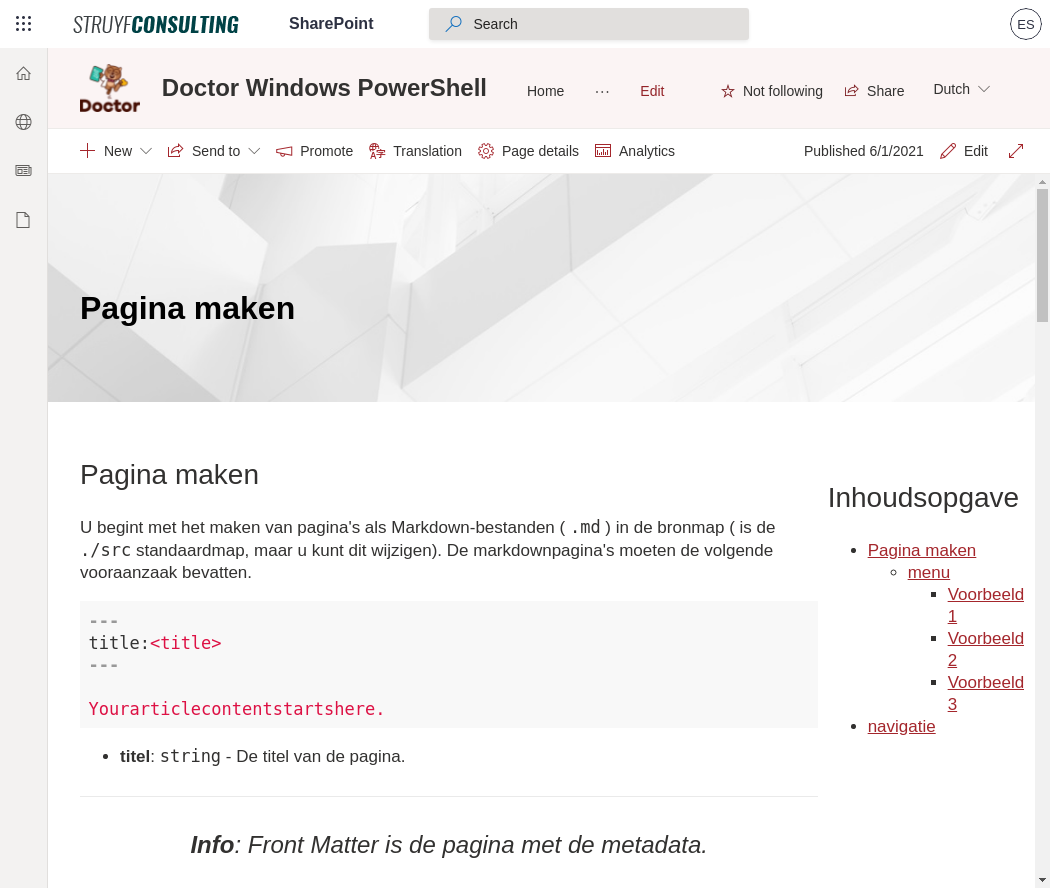 STRUYFCONSULTING
SharePoint
Search
ES
Doctor
Doctor Windows PowerShell
Home
···
Edit
Not following
Share
Dutch
New
Send to
Promote
Translation
Page details
Analytics
Published 6/1/2021
Edit
Pagina maken
Pagina maken
U begint met het maken van pagina's als Markdown-bestanden ( .md ) in de bronmap ( is de
./src standaardmap, maar u kunt dit wijzigen). De markdownpagina's moeten de volgende
vooraanzaak bevatten.
---
title:<title>
---
Yourarticlecontentstartshere.
• titel: string - De titel van de pagina.
Info: Front Matter is de pagina met de metadata.
Inhoudsopgave
Pagina maken
menu
Voorbeeld
1
Voorbeeld
2
Voorbeeld
3
navigatie